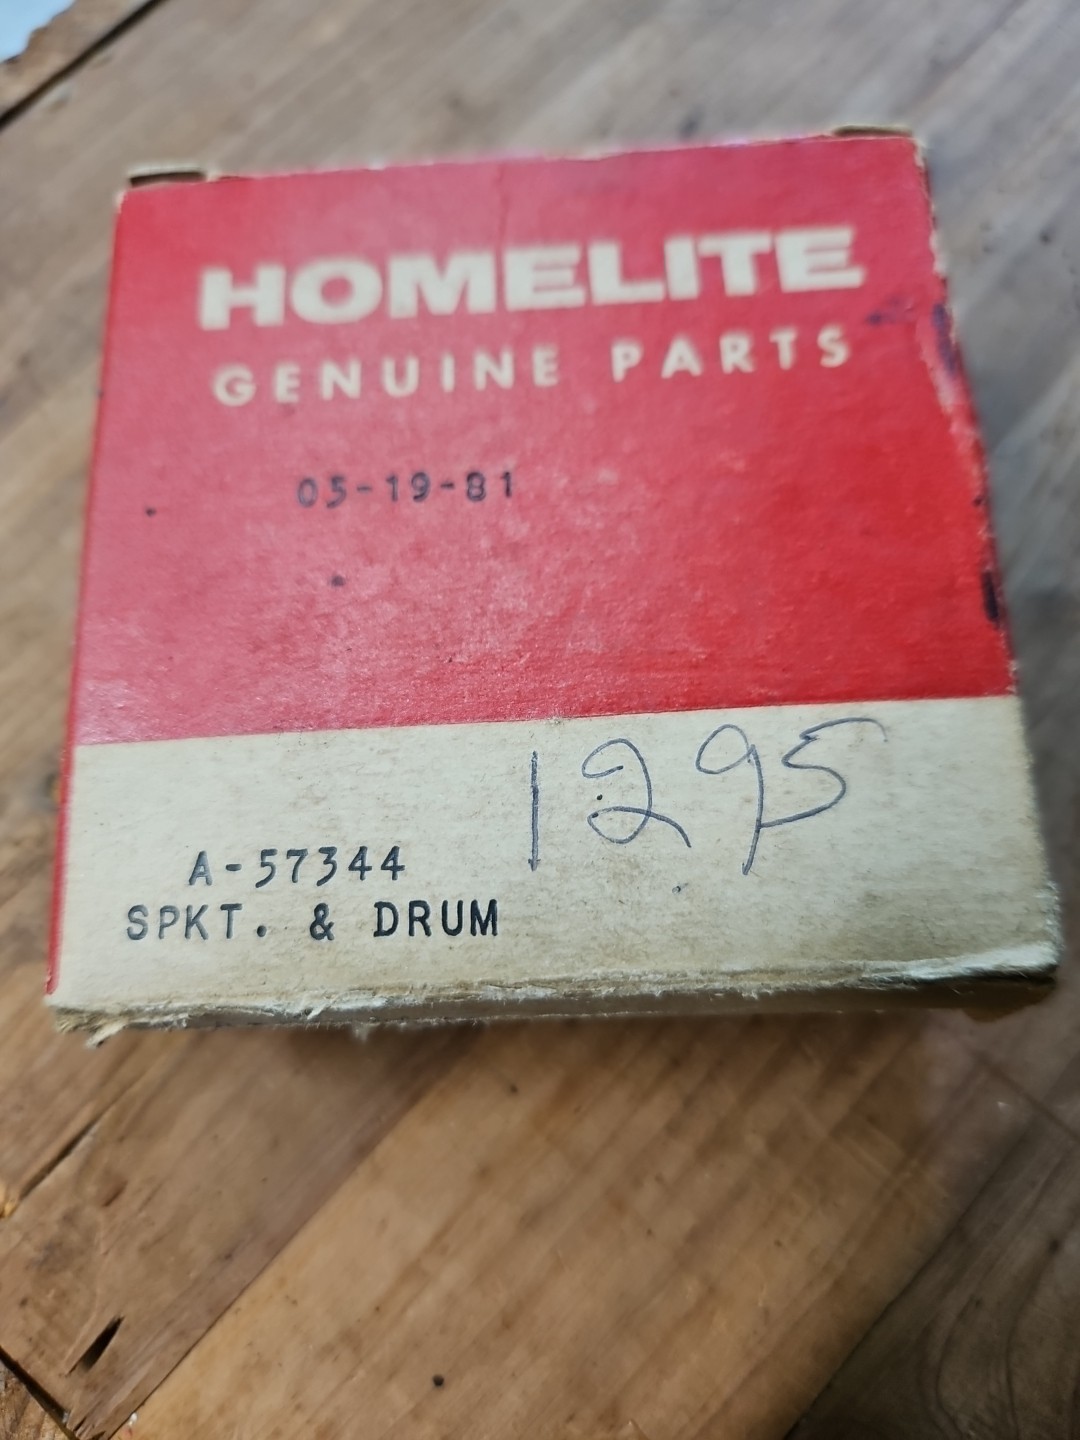 HOMELITE
GENUINE PARTS
05-19-81
1295
A-57344
SPKT. & DRUM